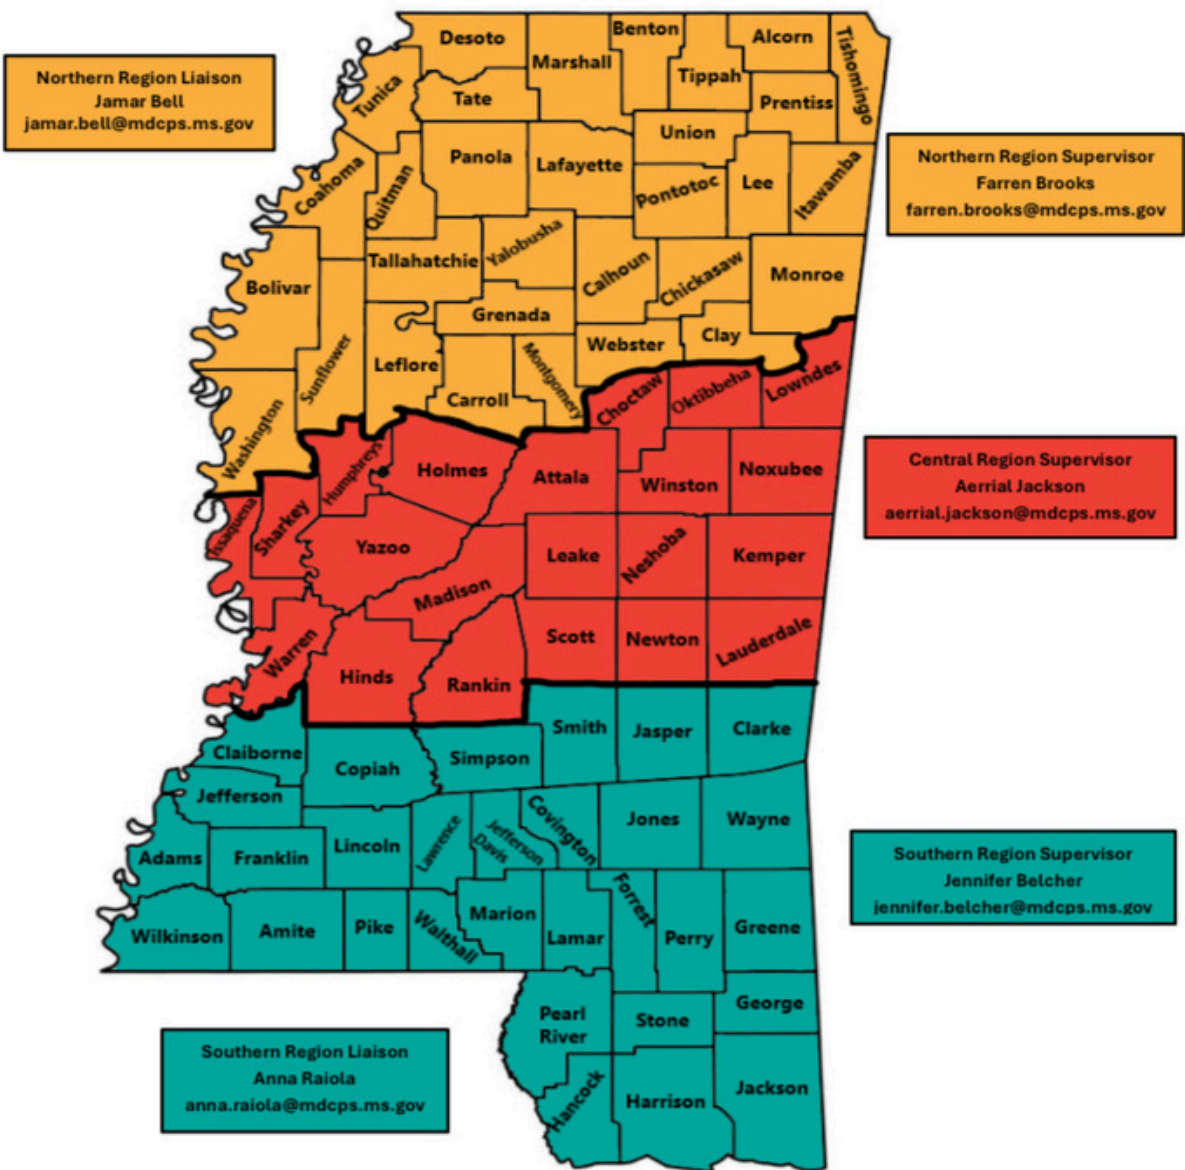 Northern Region Liaison
Jamar Bell
jamar.bell@mdcps.ms.gov
Northern Region Supervisor
Farren Brooks
farren.brooks@mdcps.ms.gov
Central Region Supervisor
Aerrial Jackson
aerrial.jackson@mdcps.ms.gov
Southern Region Supervisor
Jennifer Belcher
jennifer.belcher@mdcps.ms.gov
Southern Region Liaison
Anna Raiola
anna.raiola@mdcps.ms.gov
Desoto
Marshall
Benton
Tippah
Alcorn
Tishomingo
Tunica
Tate
Prentiss
Union
Coahoma
Quitman
Panola
Lafayette
Pontotoc
Lee
Itawamba
Bolivar
Tallahatchie
Yalobusha
Calhoun
Chickasaw
Monroe
Sunflower
Leflore
Grenada
Webster
Clay
Washington
Carroll
Montgomery
Choctaw
Oktibbeha
Lowndes
Humphreys
Holmes
Attala
Winston
Noxubee
Issaquena
Sharkey
Yazoo
Madison
Leake
Neshoba
Kemper
Warren
Hinds
Rankin
Scott
Newton
Lauderdale
Claiborne
Copiah
Simpson
Smith
Jasper
Clarke
Jefferson
Adams
Franklin
Lincoln
Lawrence
Jefferson
Davis
Covington
Jones
Wayne
Wilkinson
Amite
Pike
Walthall
Marion
Lamar
Forrest
Perry
Greene
Pearl
River
Stone
George
Hancock
Harrison
Jackson